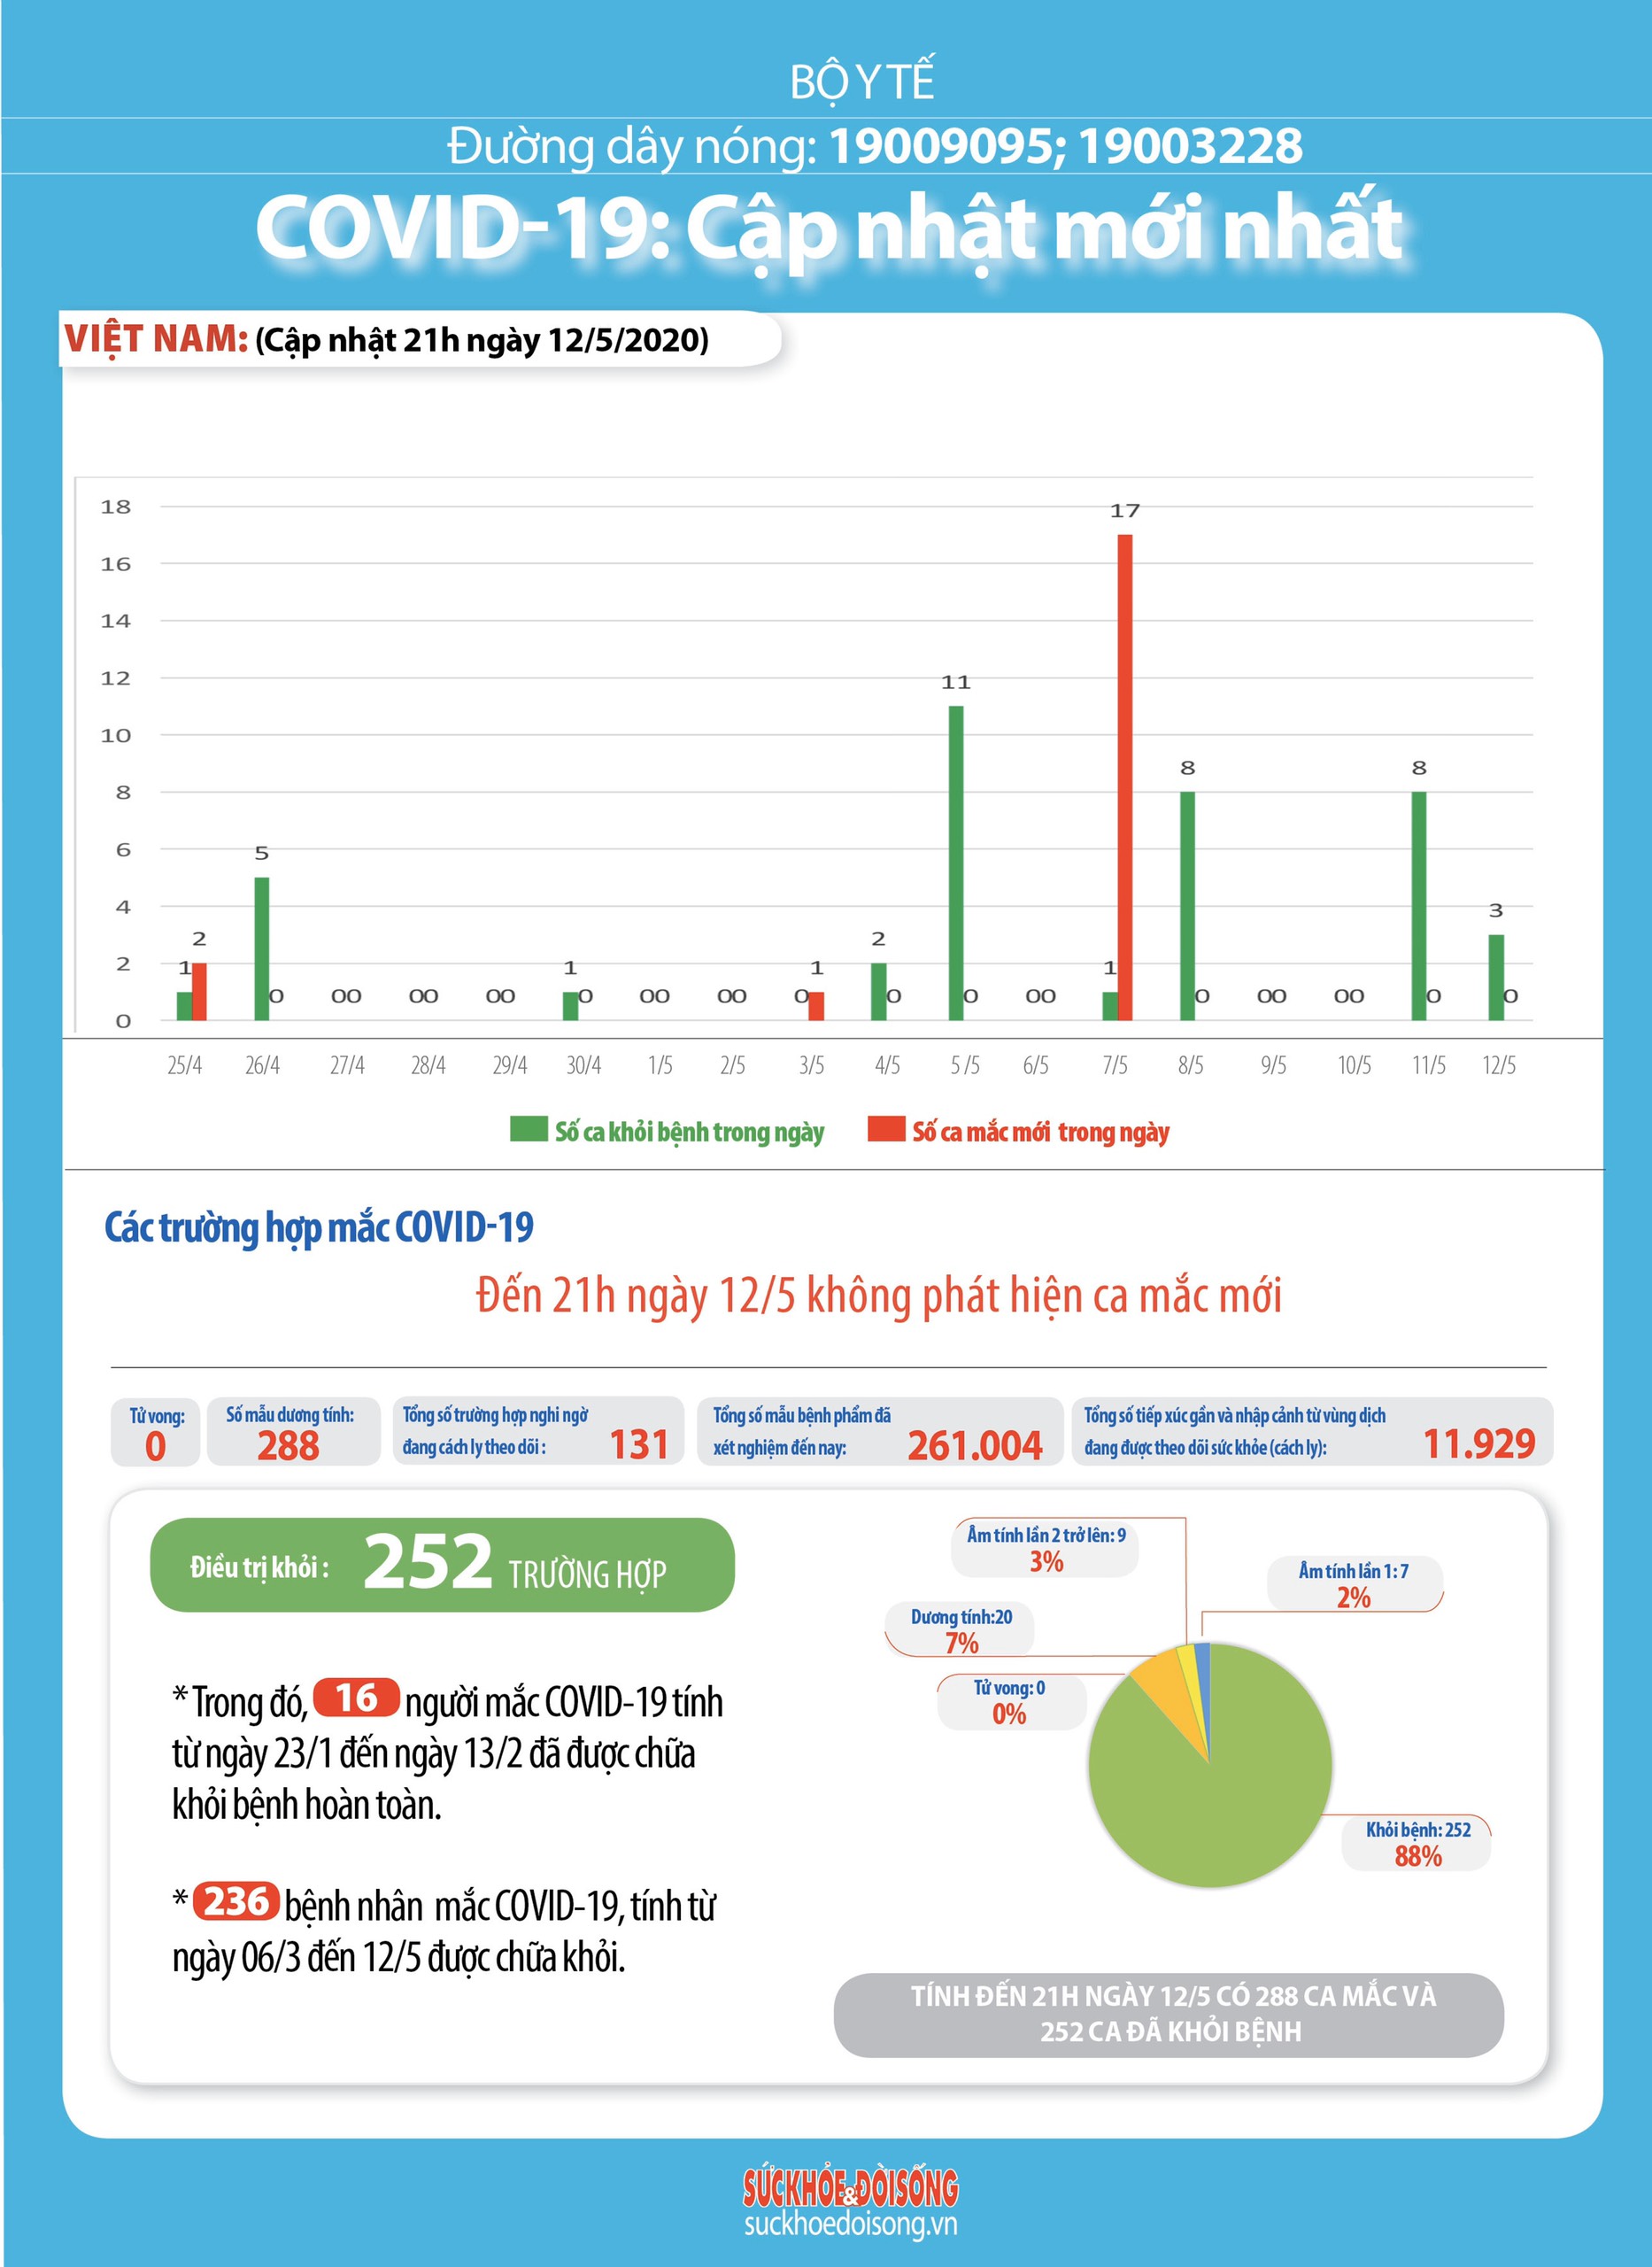 BỘ Y TẾ
Đường dây nóng: 19009095; 19003228
COVID-19: Cập nhật mới nhất
VIỆT NAM: (Cập nhật 21h ngày 12/5/2020)
18
16
14
12
10
8
6
4
2
0
1 2
5 0
0 0
0 0
0 0
1 0
0 0
0 0
0 1
2 0
11 0
0 0
1 17
8 0
0 0
0 0
8 0
3 0
25/4 26/4 27/4 28/4 29/4 30/4 1/5 2/5 3/5 4/5 5/5 6/5 7/5 8/5 9/5 10/5 11/5 12/5
Số ca khỏi bệnh trong ngày Số ca mắc mới trong ngày
Các trường hợp mắc COVID-19
Đến 21h ngày 12/5 không phát hiện ca mắc mới
Tử vong:
0
Số mẫu dương tính:
288
Tổng số trường hợp nghi ngờ
đang cách ly theo dõi : 131
Tổng số mẫu bệnh phẩm đã
xét nghiệm đến nay: 261.004
Tổng số tiếp xúc gần và nhập cảnh từ vùng dịch
đang được theo dõi sức khỏe (cách ly): 11.929
Điều trị khỏi : 252 TRƯỜNG HỢP
* Trong đó, 16 người mắc COVID-19 tính
từ ngày 23/1 đến ngày 13/2 đã được chữa
khỏi bệnh hoàn toàn.
* 236 bệnh nhân mắc COVID-19, tính từ
ngày 06/3 đến 12/5 được chữa khỏi.
Âm tính lần 2 trở lên: 9
3%
Âm tính lần 1: 7
2%
Dương tính:20
7%
Tử vong: 0
0%
Khỏi bệnh: 252
88%
TÍNH ĐẾN 21H NGÀY 12/5 CÓ 288 CA MẮC VÀ
252 CA ĐÃ KHỎI BỆNH
SỨC KHỎE & ĐỜI SỐNG
suckhoedoisong.vn